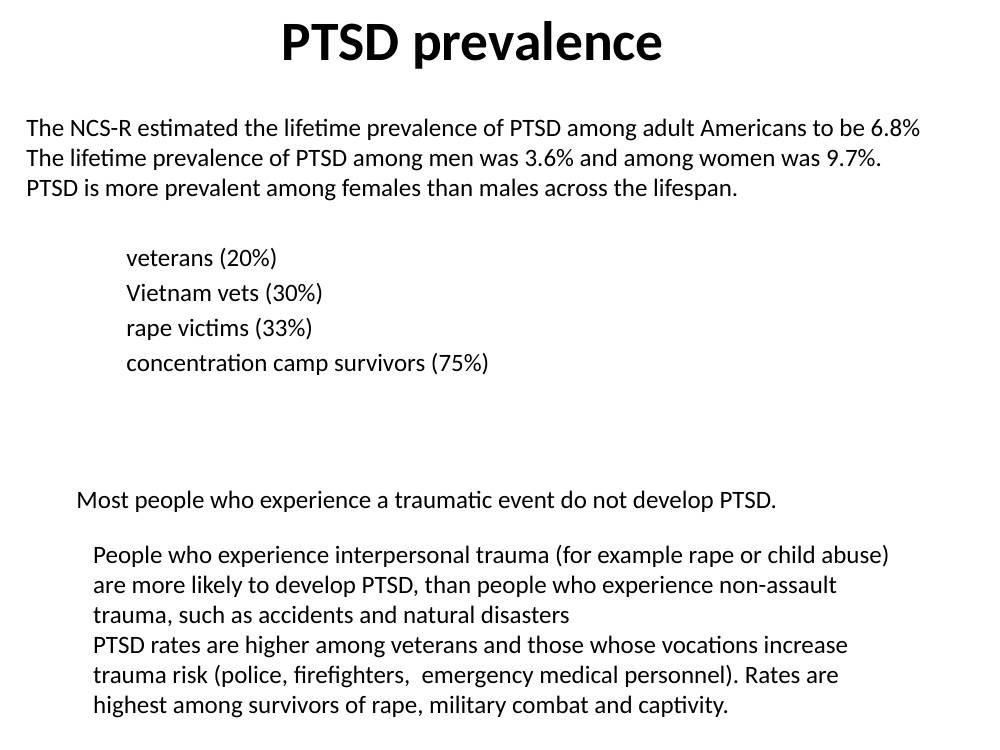 PTSD prevalence
The NCS-R estimated the lifetime prevalence of PTSD among adult Americans to be 6.8%
The lifetime prevalence of PTSD among men was 3.6% and among women was 9.7%.
PTSD is more prevalent among females than males across the lifespan.
veterans (20%)
Vietnam vets (30%)
rape victims (33%)
concentration camp survivors (75%)
Most people who experience a traumatic event do not develop PTSD.
People who experience interpersonal trauma (for example rape or child abuse)
are more likely to develop PTSD, than people who experience non-assault
trauma, such as accidents and natural disasters
PTSD rates are higher among veterans and those whose vocations increase
trauma risk (police, firefighters,  emergency medical personnel). Rates are
highest among survivors of rape, military combat and captivity.